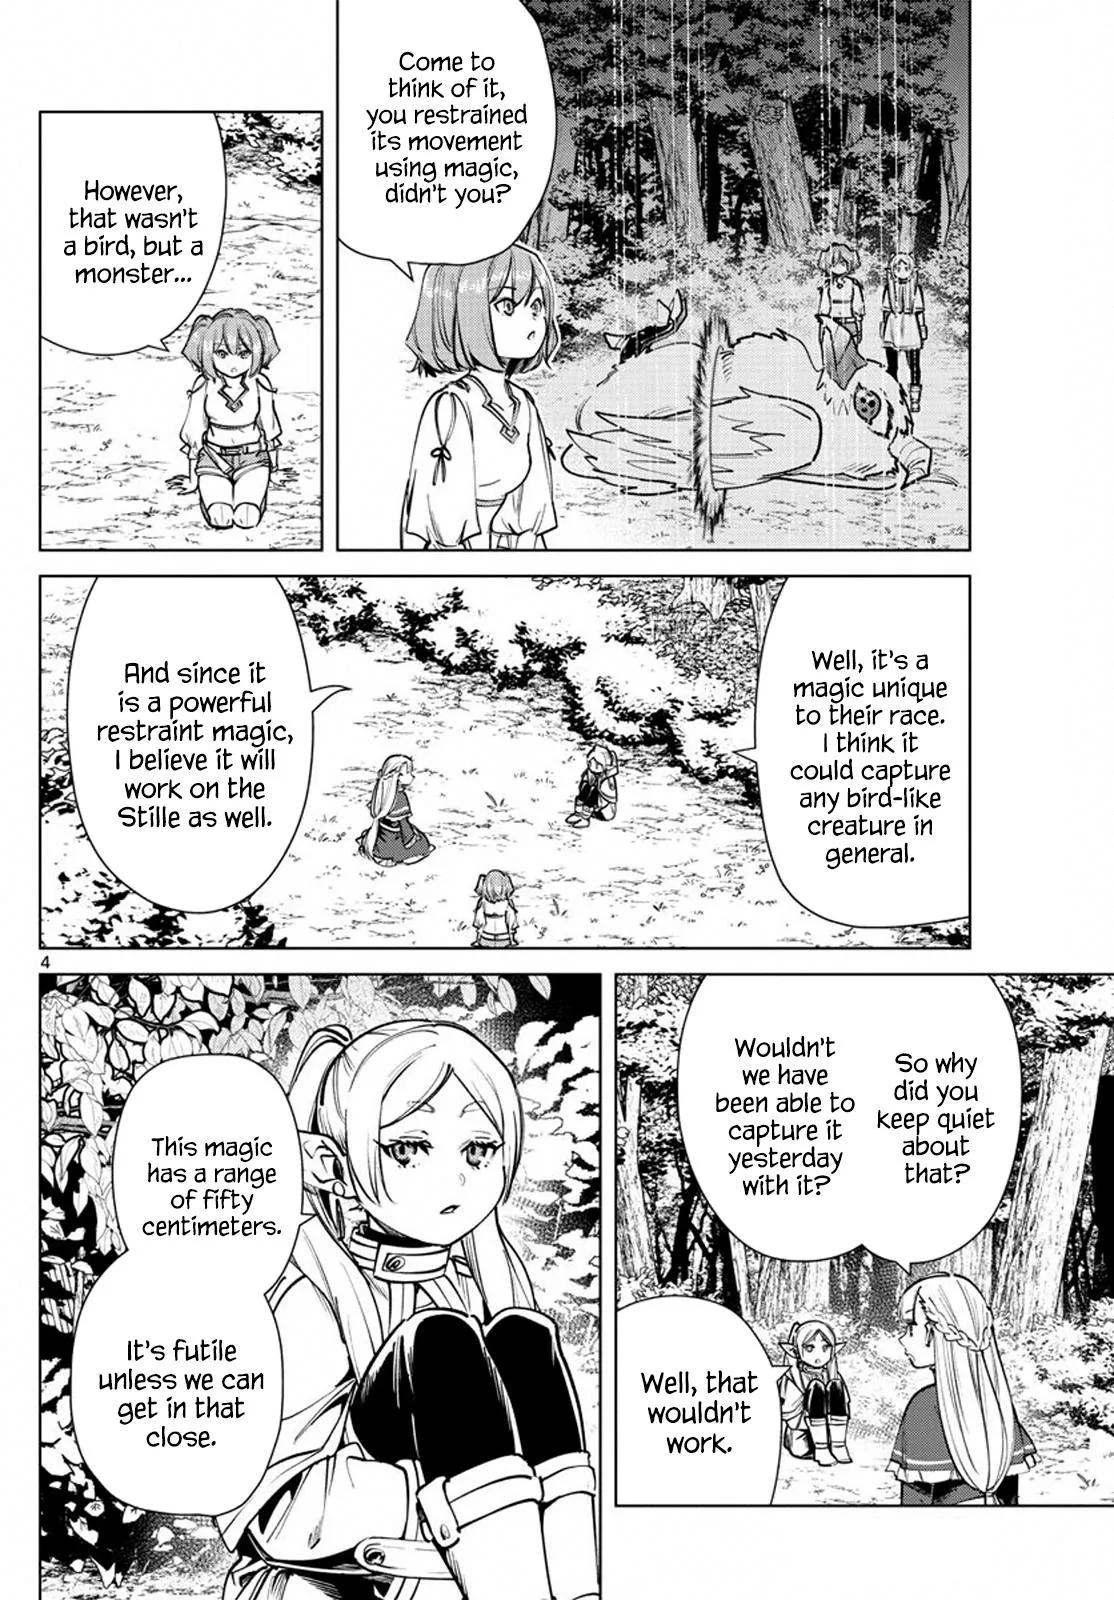 Come to
think of it,
you restrained
its movement
using magic,
didn't you?
However,
that wasn't
a bird, but a
monster...
Well, it's a
magic unique
to their race.
I think it
could capture
any bird-like
creature in
general.
And since it
is a powerful
restraint magic,
I believe it will
work on the
Stille as well.
4
So why
did you
keep quiet
about
that?
Wouldn't
we have
been able to
capture it
yesterday
with it?
Well, that
wouldn't
work.
This magic
has a range
of fifty
centimeters.
It's futile
unless we can
get in that
close.